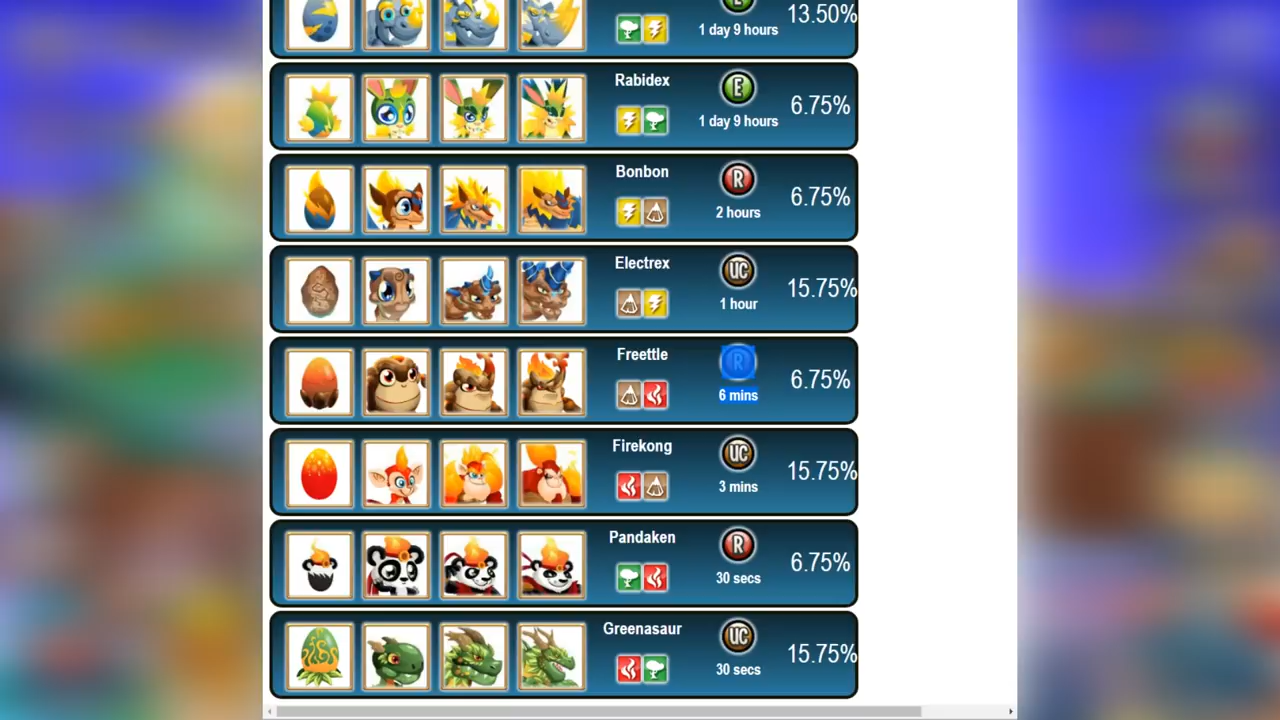 13.50%
1 day 9 hours
Rabidex
E
1 day 9 hours
6.75%
Bonbon
R
2 hours
6.75%
Electrex
UC
1 hour
15.75%
Freettle
R
6 mins
6.75%
Firekong
UC
3 mins
15.75%
Pandaken
R
30 secs
6.75%
Greenasaur
UC
30 secs
15.75%